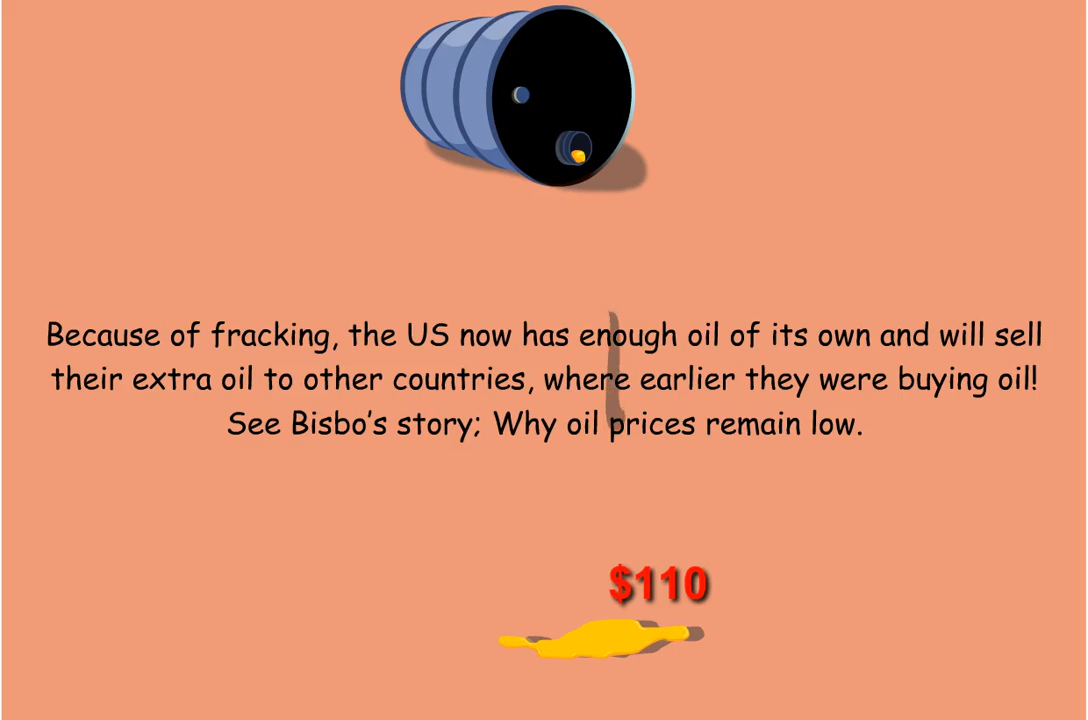 Because of fracking, the US now has enough oil of its own and will sell
their extra oil to other countries, where earlier they were buying oil!
See Bisbo’s story; Why oil prices remain low.
$110